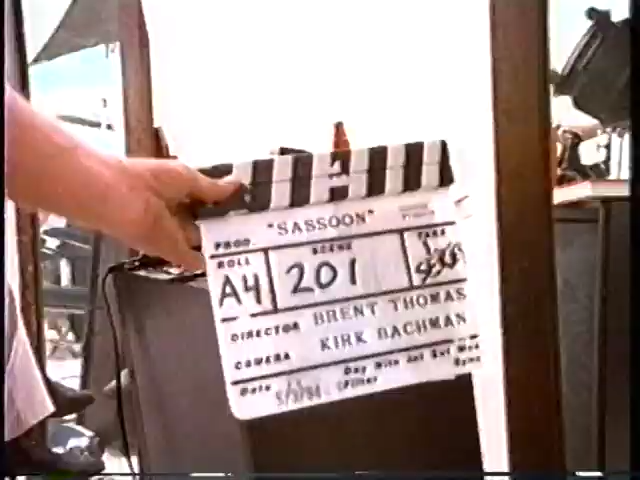 PROD. "SASSOON"
ROLL SCENE TAKE
A4 201
DIRECTOR BRENT THOMAS
CAMERA KIRK BACHMAN
Date Day Nite Int Ext Mos
Filter Sync